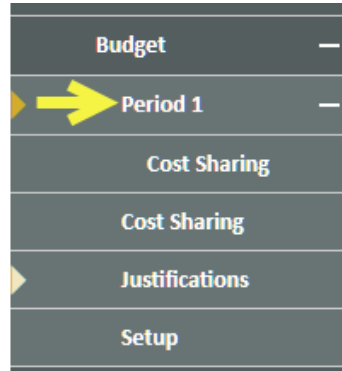 Budget
Period 1
Cost Sharing
Cost Sharing
Justifications
Setup